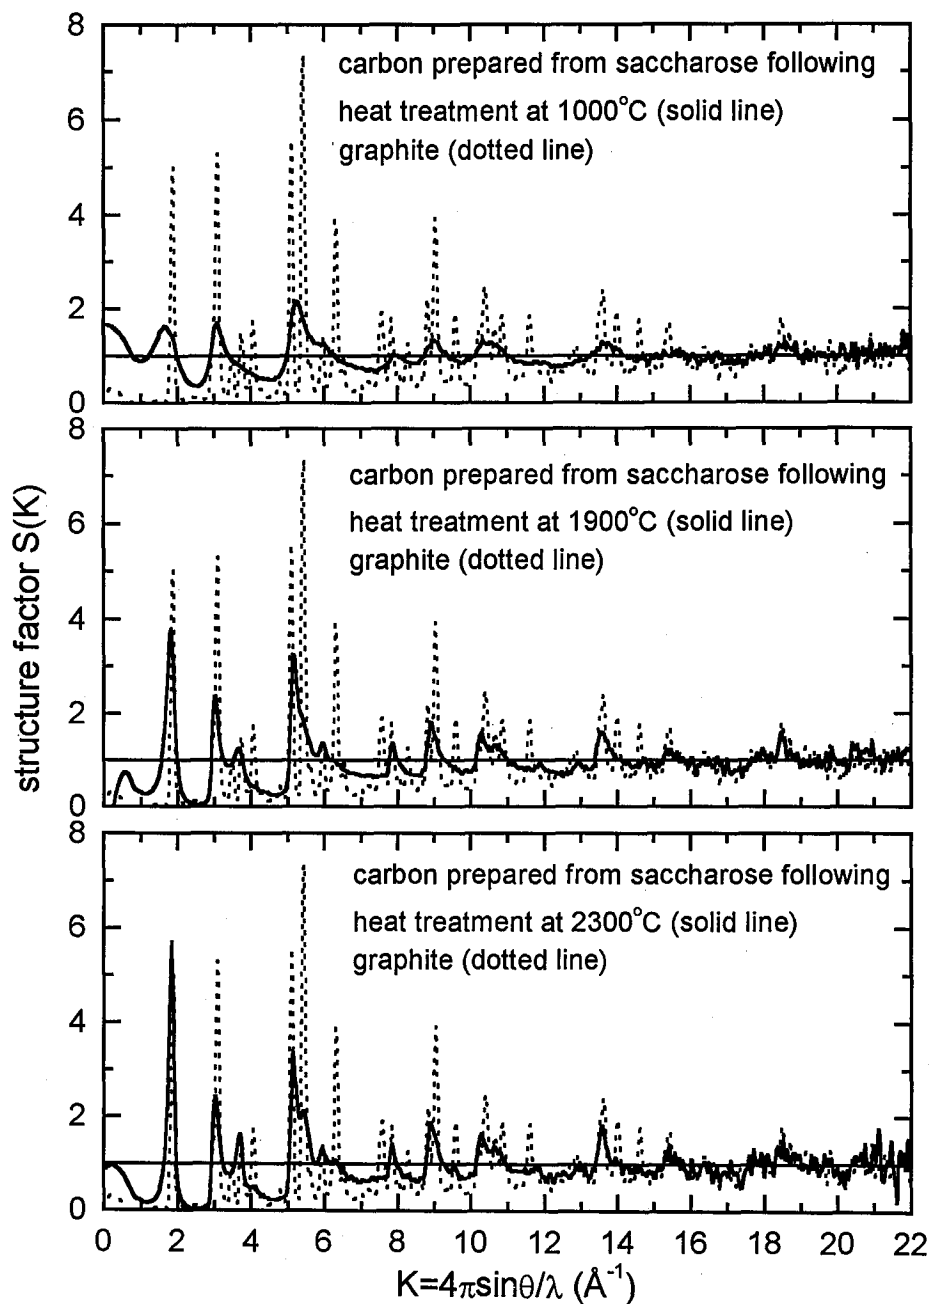 structure factor S(K)
8
6
4
2
0
carbon prepared from saccharose following
heat treatment at 1000°C (solid line)
graphite (dotted line)
8
6
4
2
0
carbon prepared from saccharose following
heat treatment at 1900°C (solid line)
graphite (dotted line)
8
6
4
2
0
carbon prepared from saccharose following
heat treatment at 2300°C (solid line)
graphite (dotted line)
0 2 4 6 8 10 12 14 16 18 20 22
K=4πsinθ/λ (Å⁻¹)